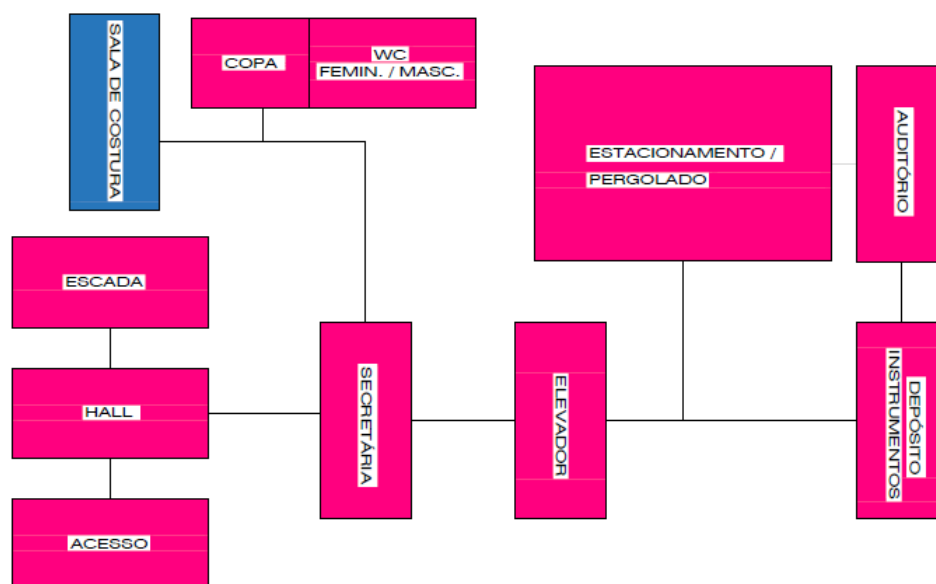 SALA DE COSTURA
COPA
WC
FEMIN. / MASC.
ESTACIONAMENTO /
PERGOLADO
AUDITÓRIO
ESCADA
HALL
ACESSO
SECRETÁRIA
ELEVADOR
DEPÓSITO
INSTRUMENTOS